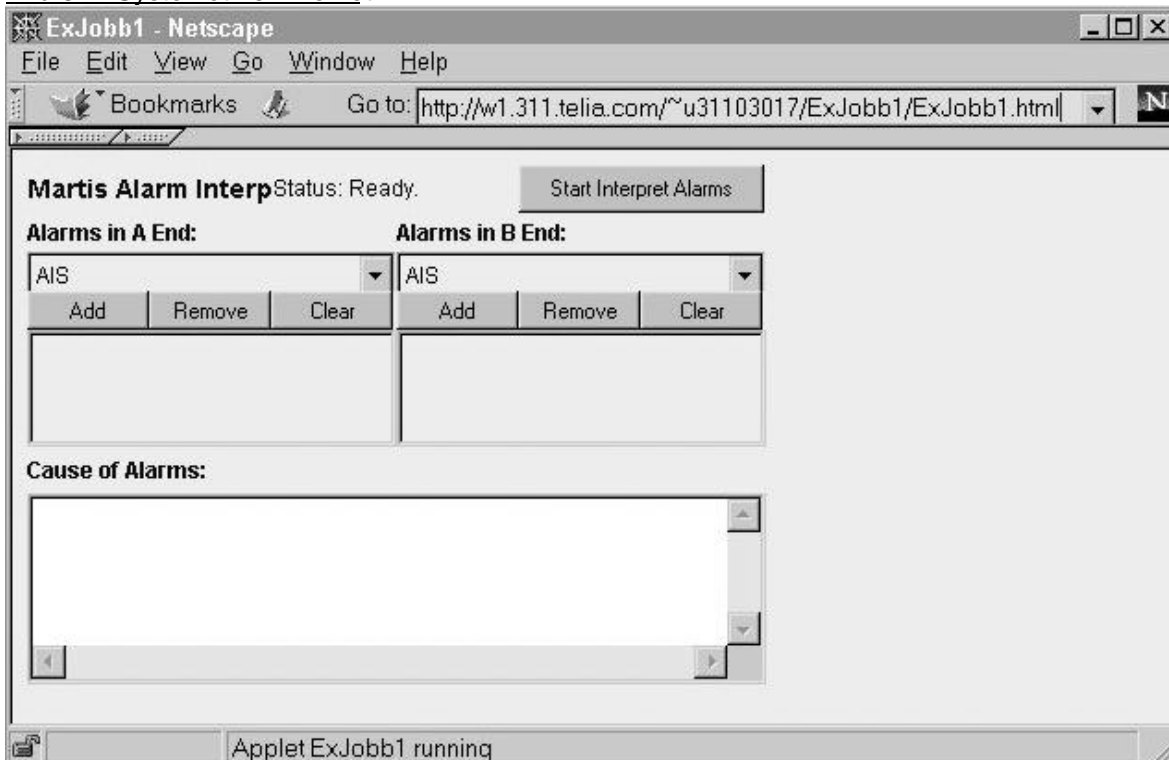 ExJobb1 - Netscape
File Edit View Go Window Help
Bookmarks Go to: http://w1.311.telia.com/~u31103017/ExJobb1/ExJobb1.html N
Martis Alarm Interp Status: Ready. Start Interpret Alarms
Alarms in A End: Alarms in B End:
AIS AIS
Add Remove Clear Add Remove Clear
Cause of Alarms:
Applet ExJobb1 running